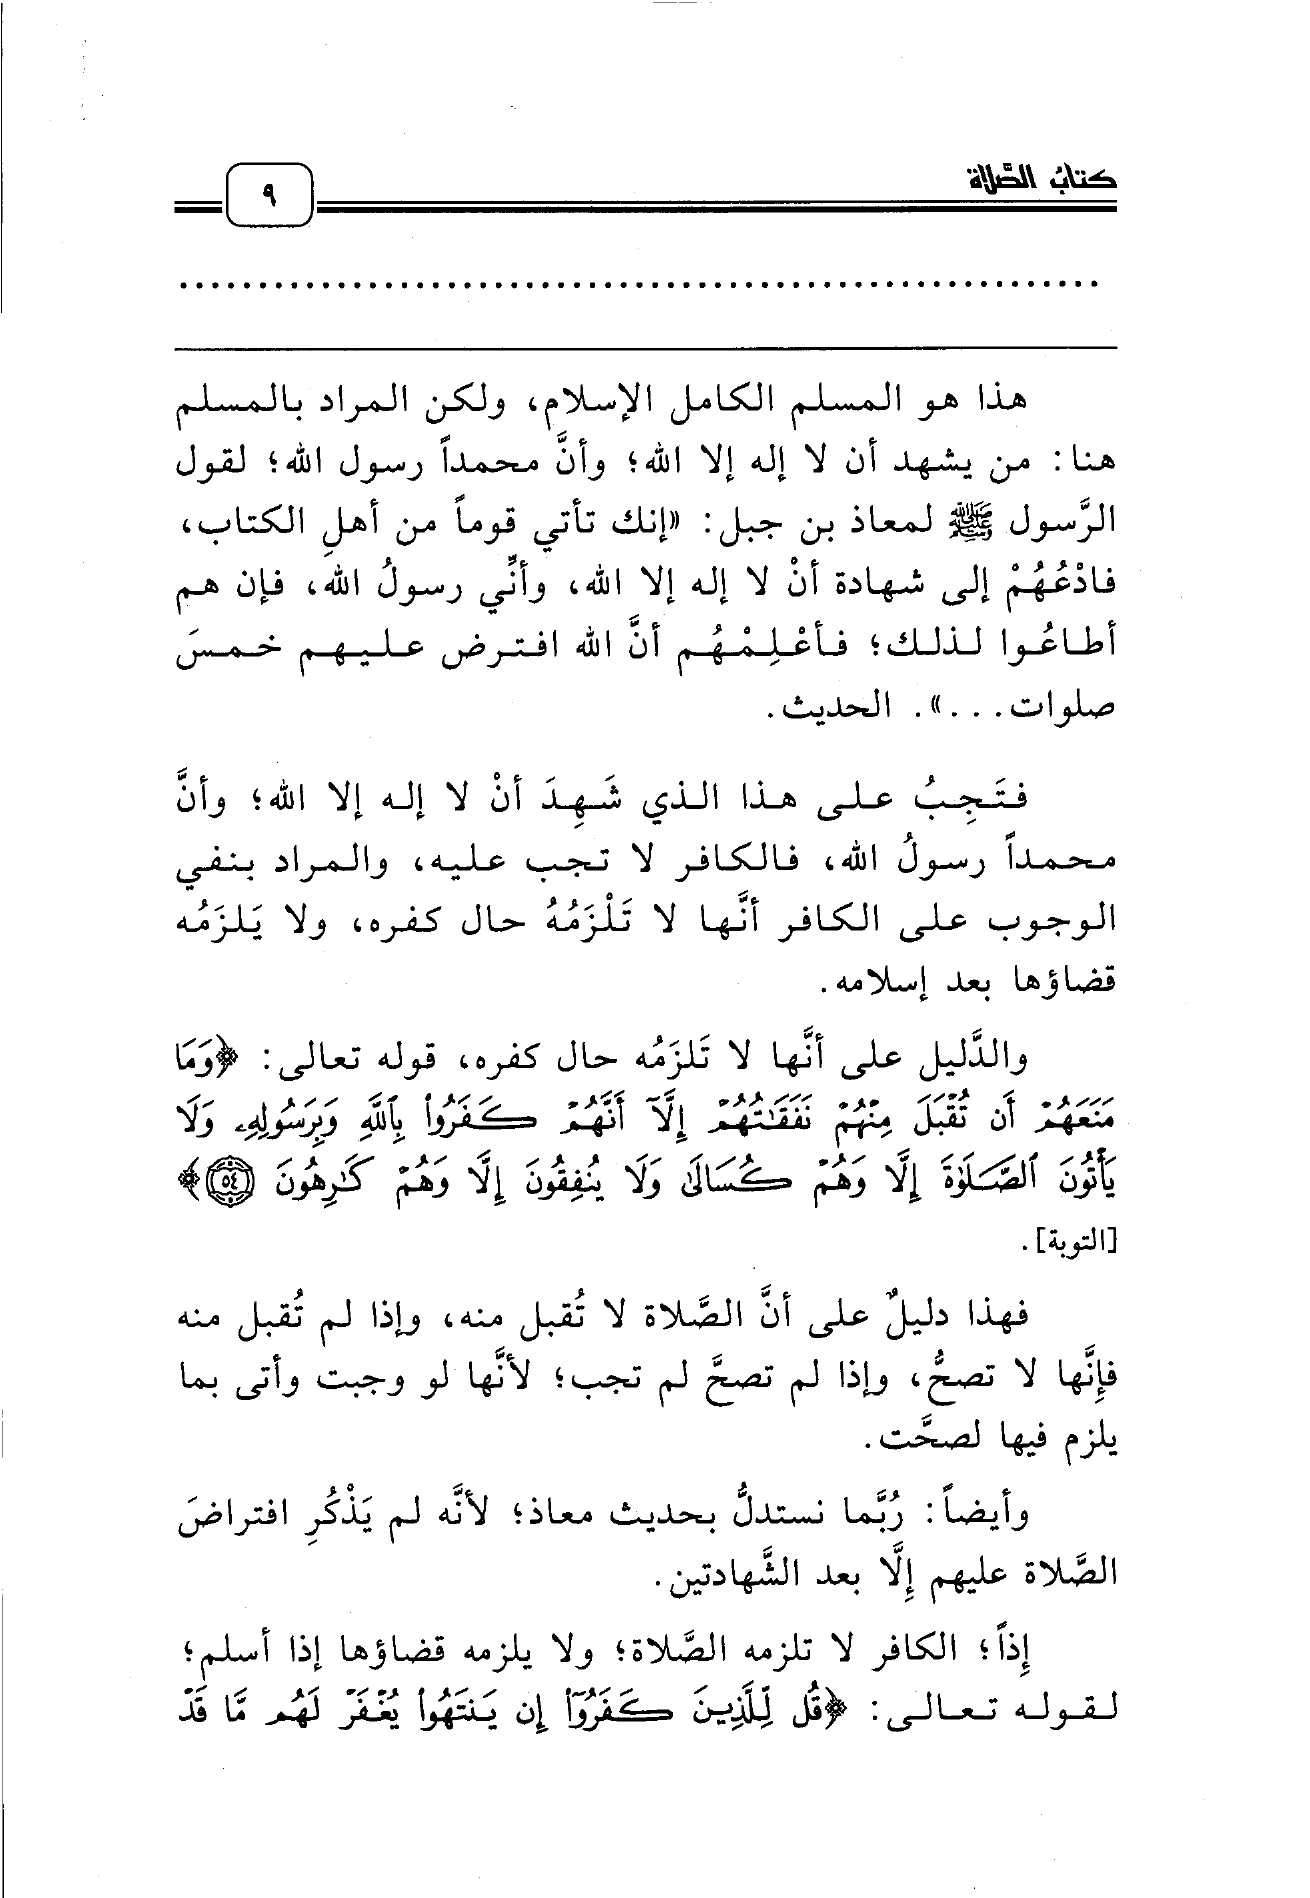 كتابُ الصَّلاة
٩
هذا هو المسلم الكامل الإسلام، ولكن المراد بالمسلم
هنا: من يشهد أن لا إله إلا الله؛ وأنَّ محمداً رسول الله؛ لقول
الرَّسول ﷺ لمعاذ بن جبل: «إنك تأتي قوماً من أهلِ الكتاب،
فادْعُهُمْ إلى شهادة أنْ لا إله إلا الله، وأنِّي رسولُ الله، فإن هم
أطاعُوا لذلك؛ فأعْلِمْهُم أنَّ الله افترض عليهم خمسَ
صلوات...». الحديث.
فتَجِبُ على هذا الذي شَهِدَ أنْ لا إله إلا الله؛ وأنَّ
محمداً رسولُ الله، فالكافر لا تجب عليه، والمراد بنفي
الوجوب على الكافر أنَّها لا تَلْزَمُهُ حال كفره، ولا يَلزَمُه
قضاؤها بعد إسلامه.
والدَّليل على أنَّها لا تَلزَمُه حال كفره، قوله تعالى: ﴿وَمَا
مَنَعَهُمْ أَن تُقْبَلَ مِنْهُمْ نَفَقَٰتُهُمْ إِلَّآ أَنَّهُمْ كَفَرُواْ بِٱللَّهِ وَبِرَسُولِهِۦ وَلَا
يَأْتُونَ ٱلصَّلَوٰةَ إِلَّا وَهُمْ كُسَالَىٰ وَلَا يُنفِقُونَ إِلَّا وَهُمْ كَٰرِهُونَ ٥٤﴾
[التوبة].
فهذا دليلٌ على أنَّ الصَّلاة لا تُقبل منه، وإذا لم تُقبل منه
فإِنَّها لا تصحُّ، وإذا لم تصحَّ لم تجب؛ لأنَّها لو وجبت وأتى بما
يلزم فيها لصحَّت.
وأيضاً: رُبَّما نستدلُّ بحديث معاذ؛ لأنَّه لم يَذْكُرِ افتراضَ
الصَّلاة عليهم إِلَّا بعد الشَّهادتين.
إِذاً؛ الكافر لا تلزمه الصَّلاة؛ ولا يلزمه قضاؤها إذا أسلم؛
لقوله تعالى: ﴿قُل لِّلَّذِينَ كَفَرُوٓاْ إِن يَنتَهُواْ يُغْفَرْ لَهُم مَّا قَدْ